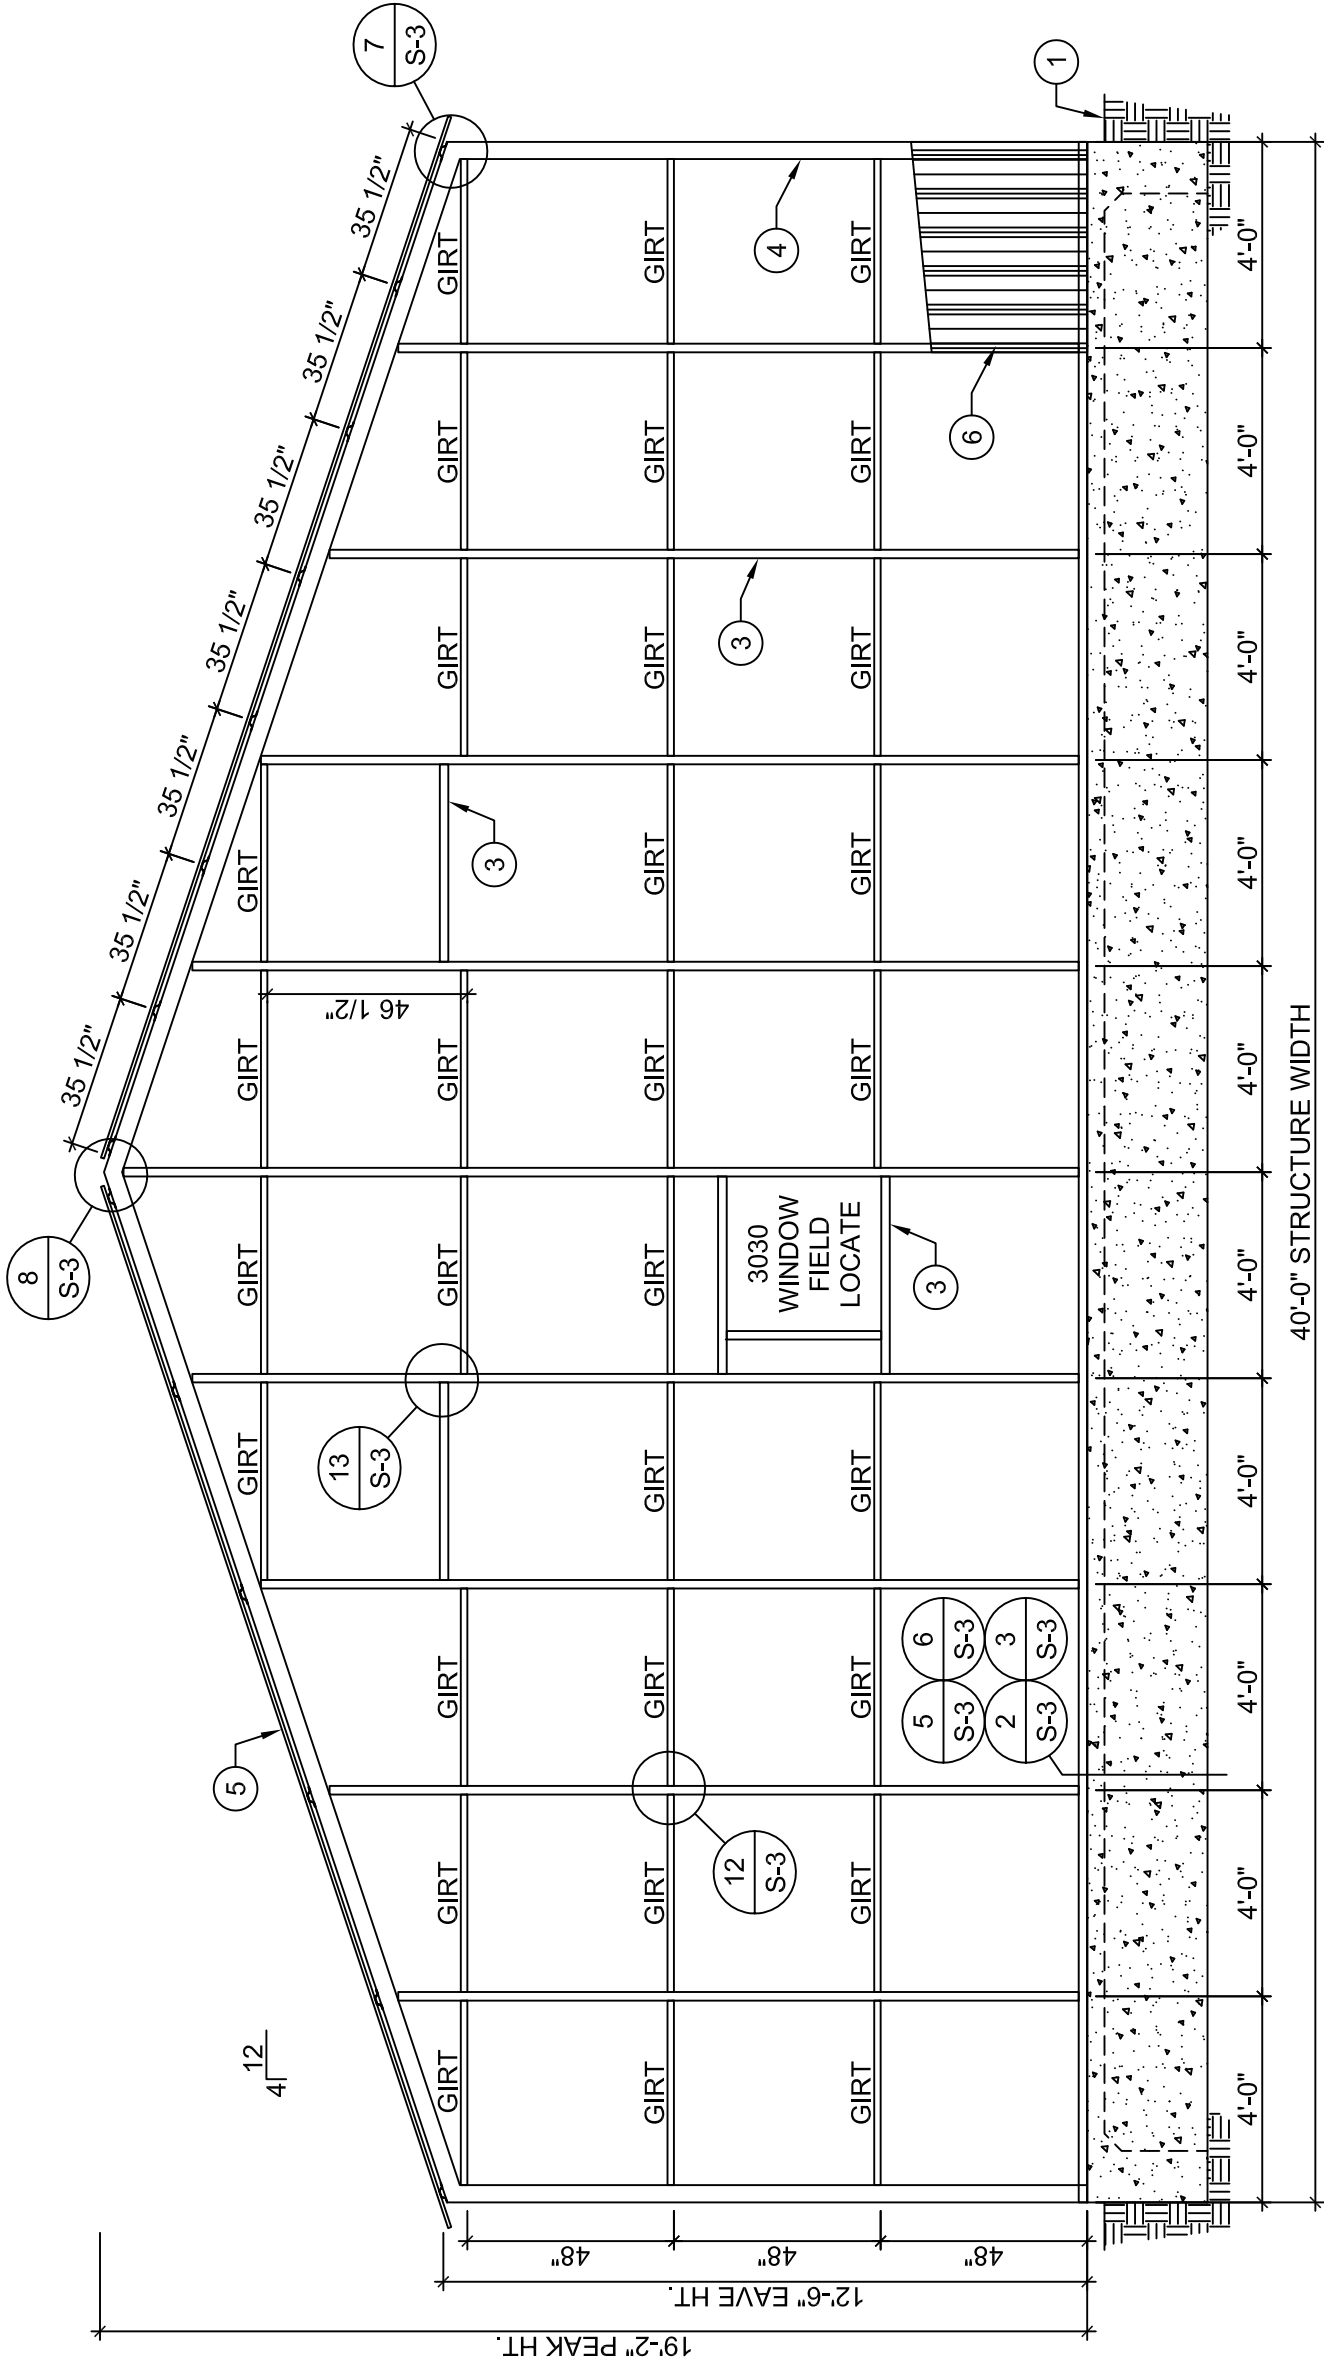 19'-2" PEAK HT.
12'-6" EAVE HT.
48"
48"
48"
4
12
5
8
S-3
35 1/2"
35 1/2"
35 1/2"
35 1/2"
35 1/2"
35 1/2"
35 1/2"
7
S-3
GIRT
GIRT
GIRT
GIRT
13
S-3
46 1/2"
GIRT
GIRT
GIRT
GIRT
GIRT
GIRT
GIRT
GIRT
3
GIRT
GIRT
GIRT
GIRT
GIRT
GIRT
GIRT
GIRT
GIRT
GIRT
12
S-3
3030
WINDOW
FIELD
LOCATE
3
4
GIRT
GIRT
GIRT
GIRT
GIRT
GIRT
GIRT
GIRT
GIRT
5
S-3
6
S-3
2
S-3
3
S-3
3
6
1
4'-0"
4'-0"
4'-0"
4'-0"
4'-0"
4'-0"
4'-0"
4'-0"
4'-0"
4'-0"
40'-0" STRUCTURE WIDTH